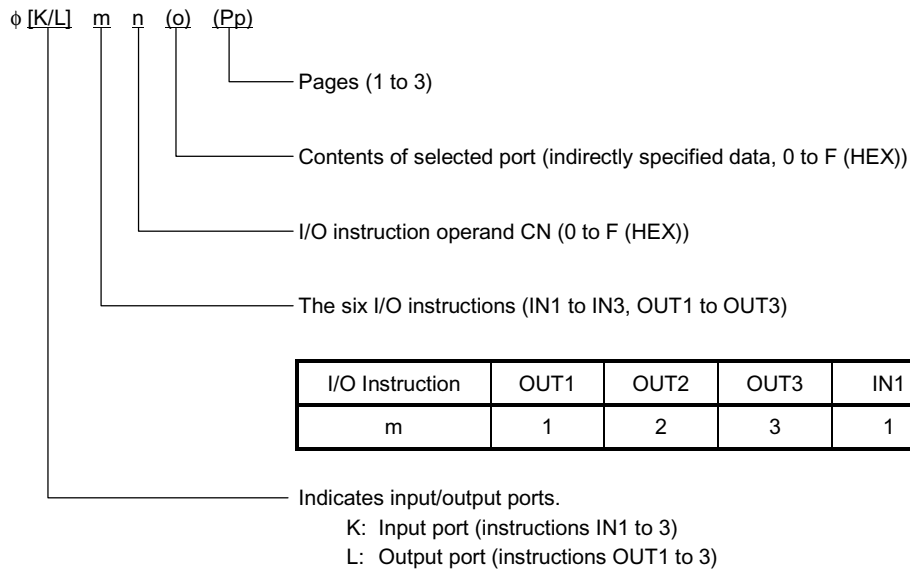 ϕ [K/L] m n (o) (Pp)
Pages (1 to 3)
Contents of selected port (indirectly specified data, 0 to F (HEX))
I/O instruction operand CN (0 to F (HEX))
The six I/O instructions (IN1 to IN3, OUT1 to OUT3)
I/O Instruction OUT1 OUT2 OUT3 IN1
m 1 2 3 1
Indicates input/output ports.
K: Input port (instructions IN1 to 3)
L: Output port (instructions OUT1 to 3)